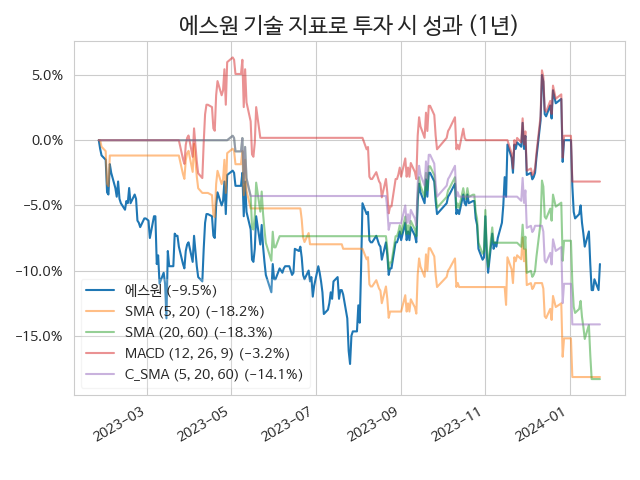 에스원 기술 지표로 투자 시 성과 (1년)
5.0%
0.0%
−5.0%
−10.0%
−15.0%
에스원 (−9.5%)
SMA (5, 20) (−18.2%)
SMA (20, 60) (−18.3%)
MACD (12, 26, 9) (−3.2%)
C_SMA (5, 20, 60) (−14.1%)
2023−03
2023−05
2023−07
2023−09
2023−11
2024−01